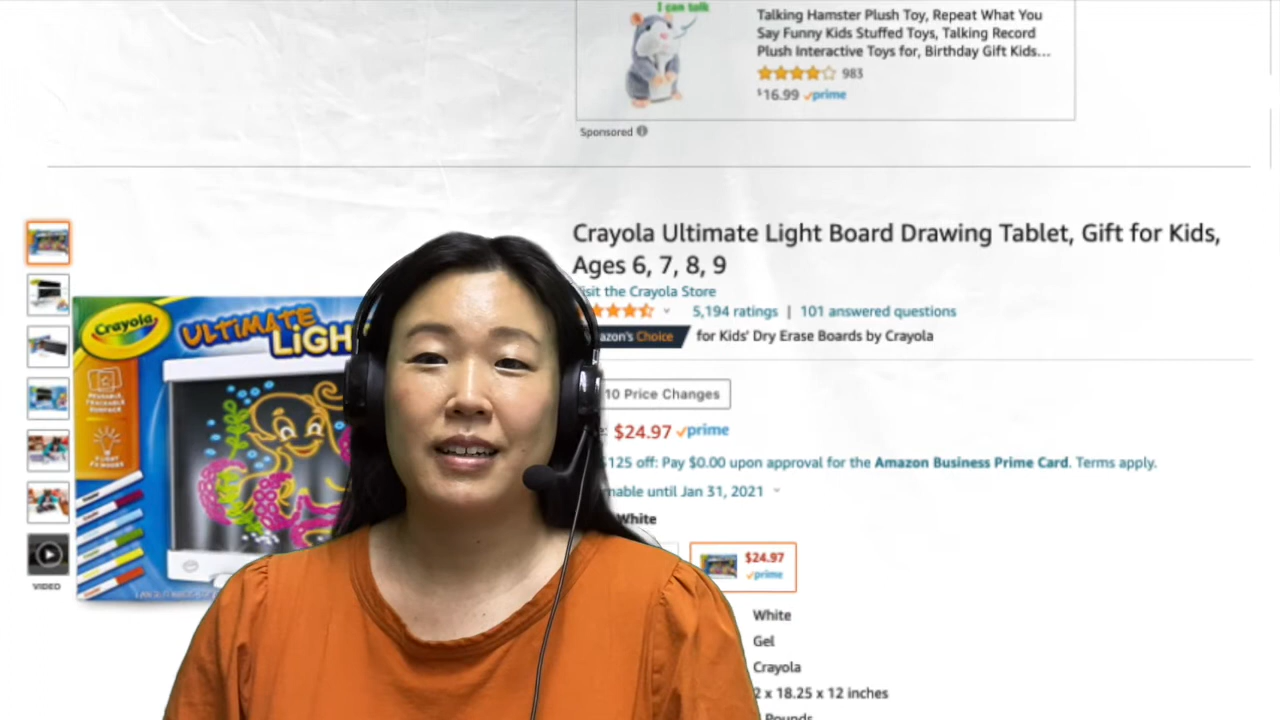 I can talk
Talking Hamster Plush Toy, Repeat What You
Say Funny Kids Stuffed Toys, Talking Record
Plush Interactive Toys for, Birthday Gift Kids...
983
$16.99 prime
Sponsored
Crayola Ultimate Light Board Drawing Tablet, Gift for Kids,
Ages 6, 7, 8, 9
isit the Crayola Store
5,194 ratings | 101 answered questions
azon's Choice for Kids' Dry Erase Boards by Crayola
10 Price Changes
$24.97 prime
$125 off: Pay $0.00 upon approval for the Amazon Business Prime Card. Terms apply.
nable until Jan 31, 2021
White
$24.97
prime
White
Gel
Crayola
2 x 18.25 x 12 inches
Pounds
Crayola
ULTIMATE
LiGH
REUSABLE
TRACEABLE
SURFACE
VIDEO